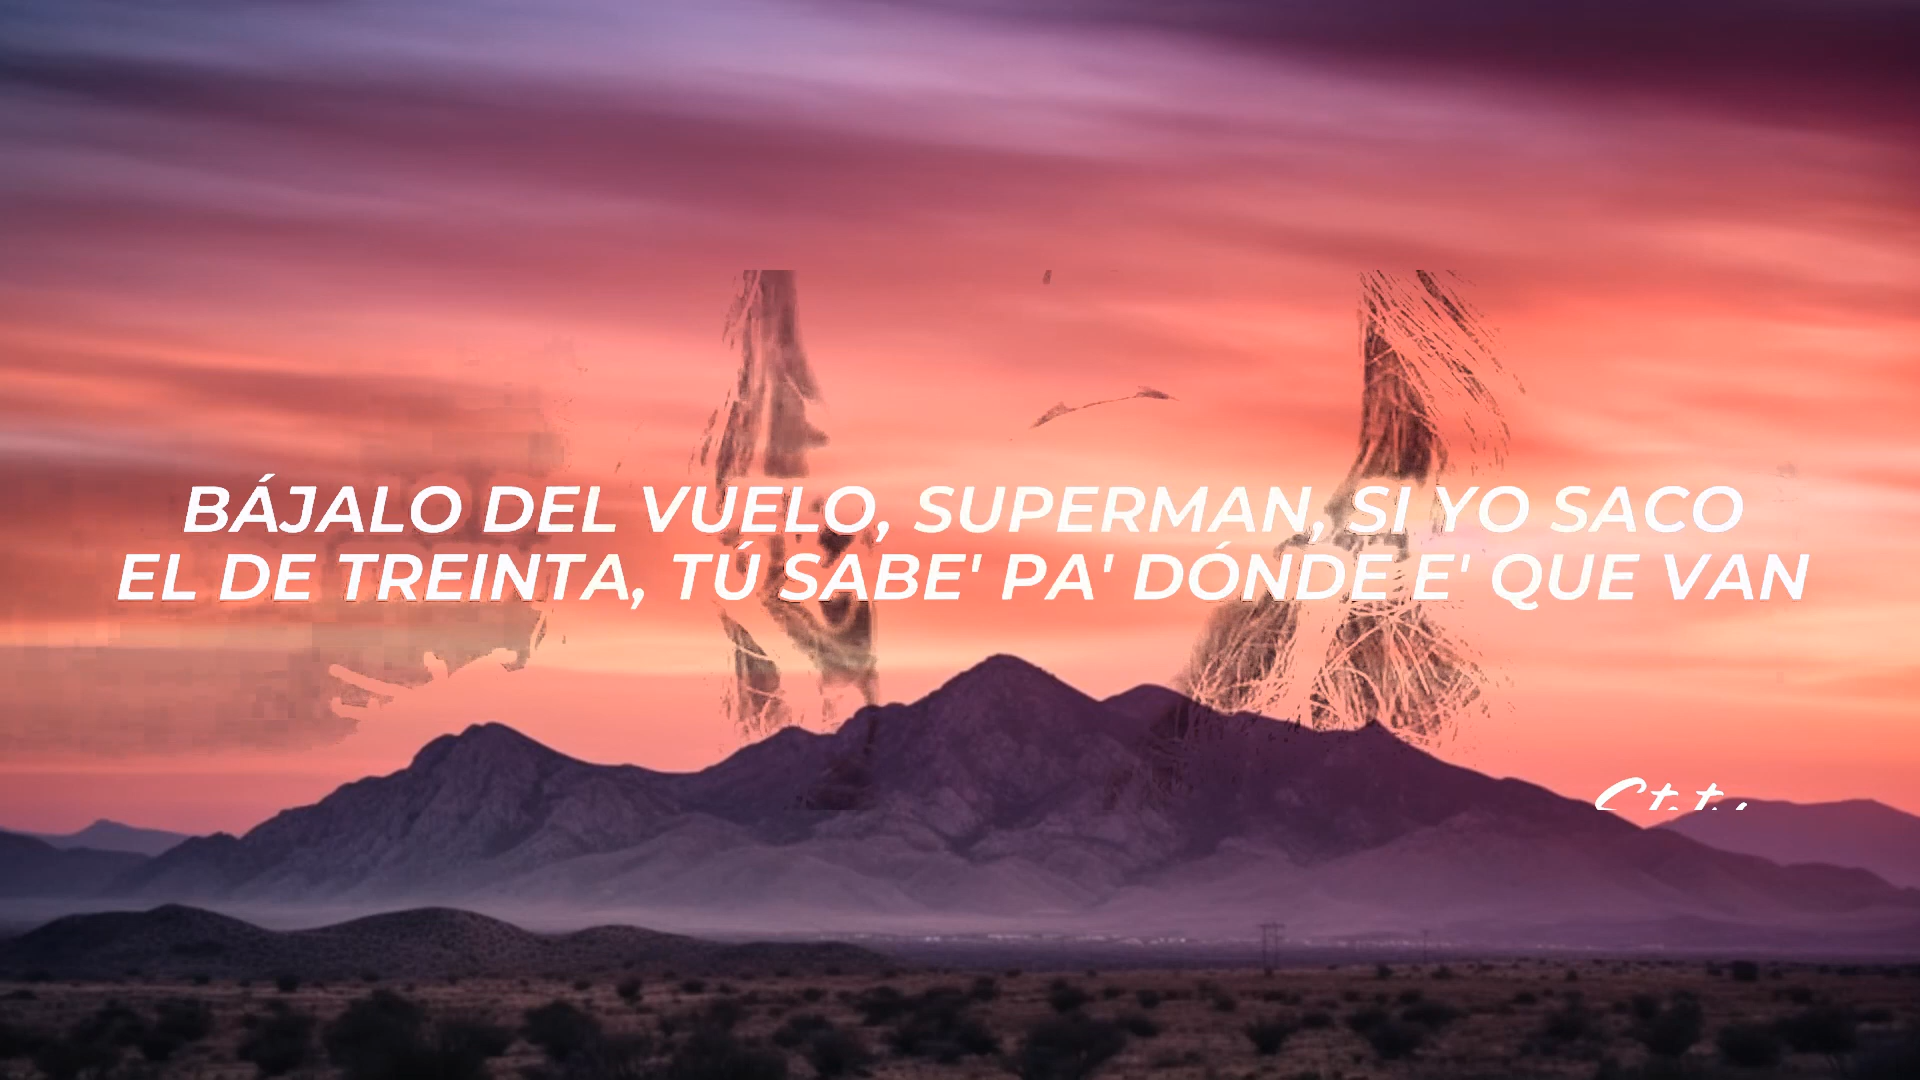 BÁJALO DEL VUELO, SUPERMAN, SI YO SACO
EL DE TREINTA, TÚ SABE' PA' DÓNDE E' QUE VAN